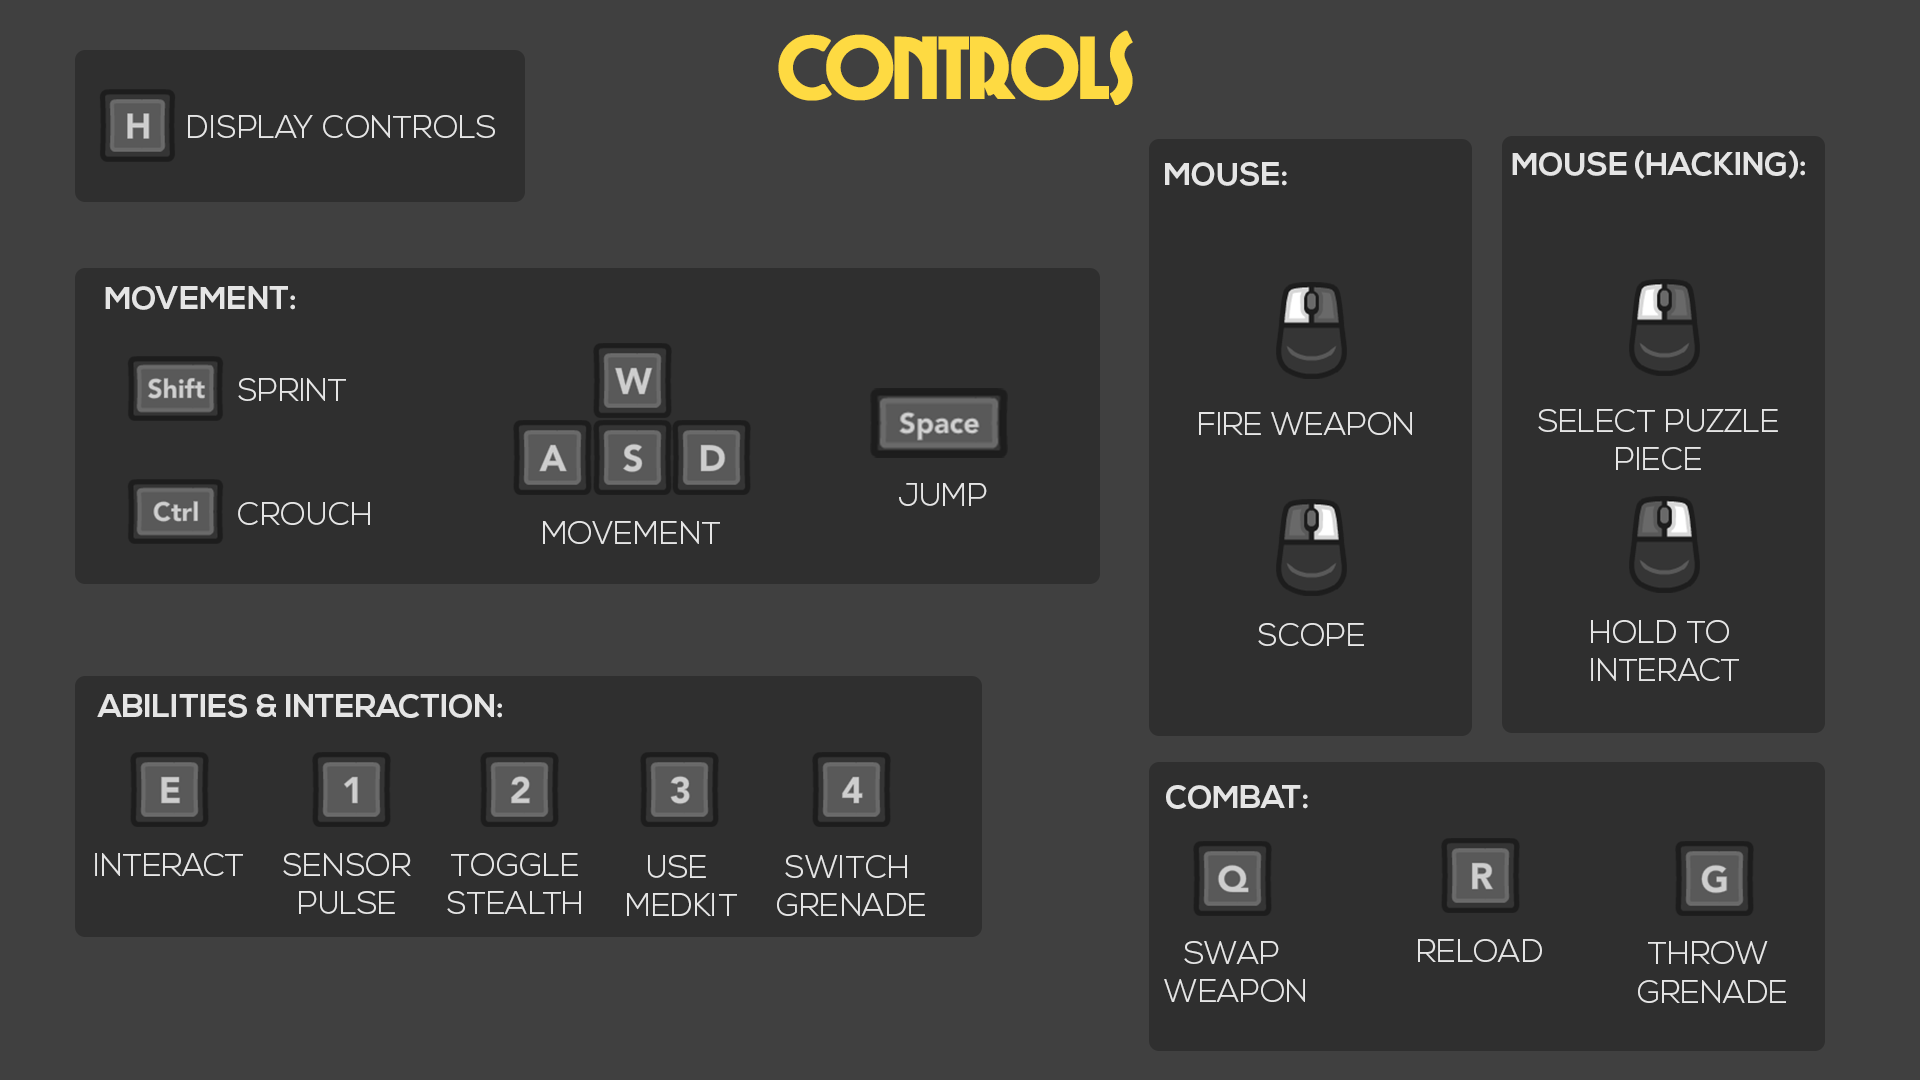 CONTROLS
H
DISPLAY CONTROLS
MOVEMENT:
Shift
SPRINT
Ctrl
CROUCH
W
A S D
MOVEMENT
Space
JUMP
MOUSE:
FIRE WEAPON
SCOPE
MOUSE (HACKING):
SELECT PUZZLE
PIECE
HOLD TO
INTERACT
ABILITIES & INTERACTION:
E
INTERACT
1
SENSOR
PULSE
2
TOGGLE
STEALTH
3
USE
MEDKIT
4
SWITCH
GRENADE
COMBAT:
Q
SWAP
WEAPON
R
RELOAD
G
THROW
GRENADE